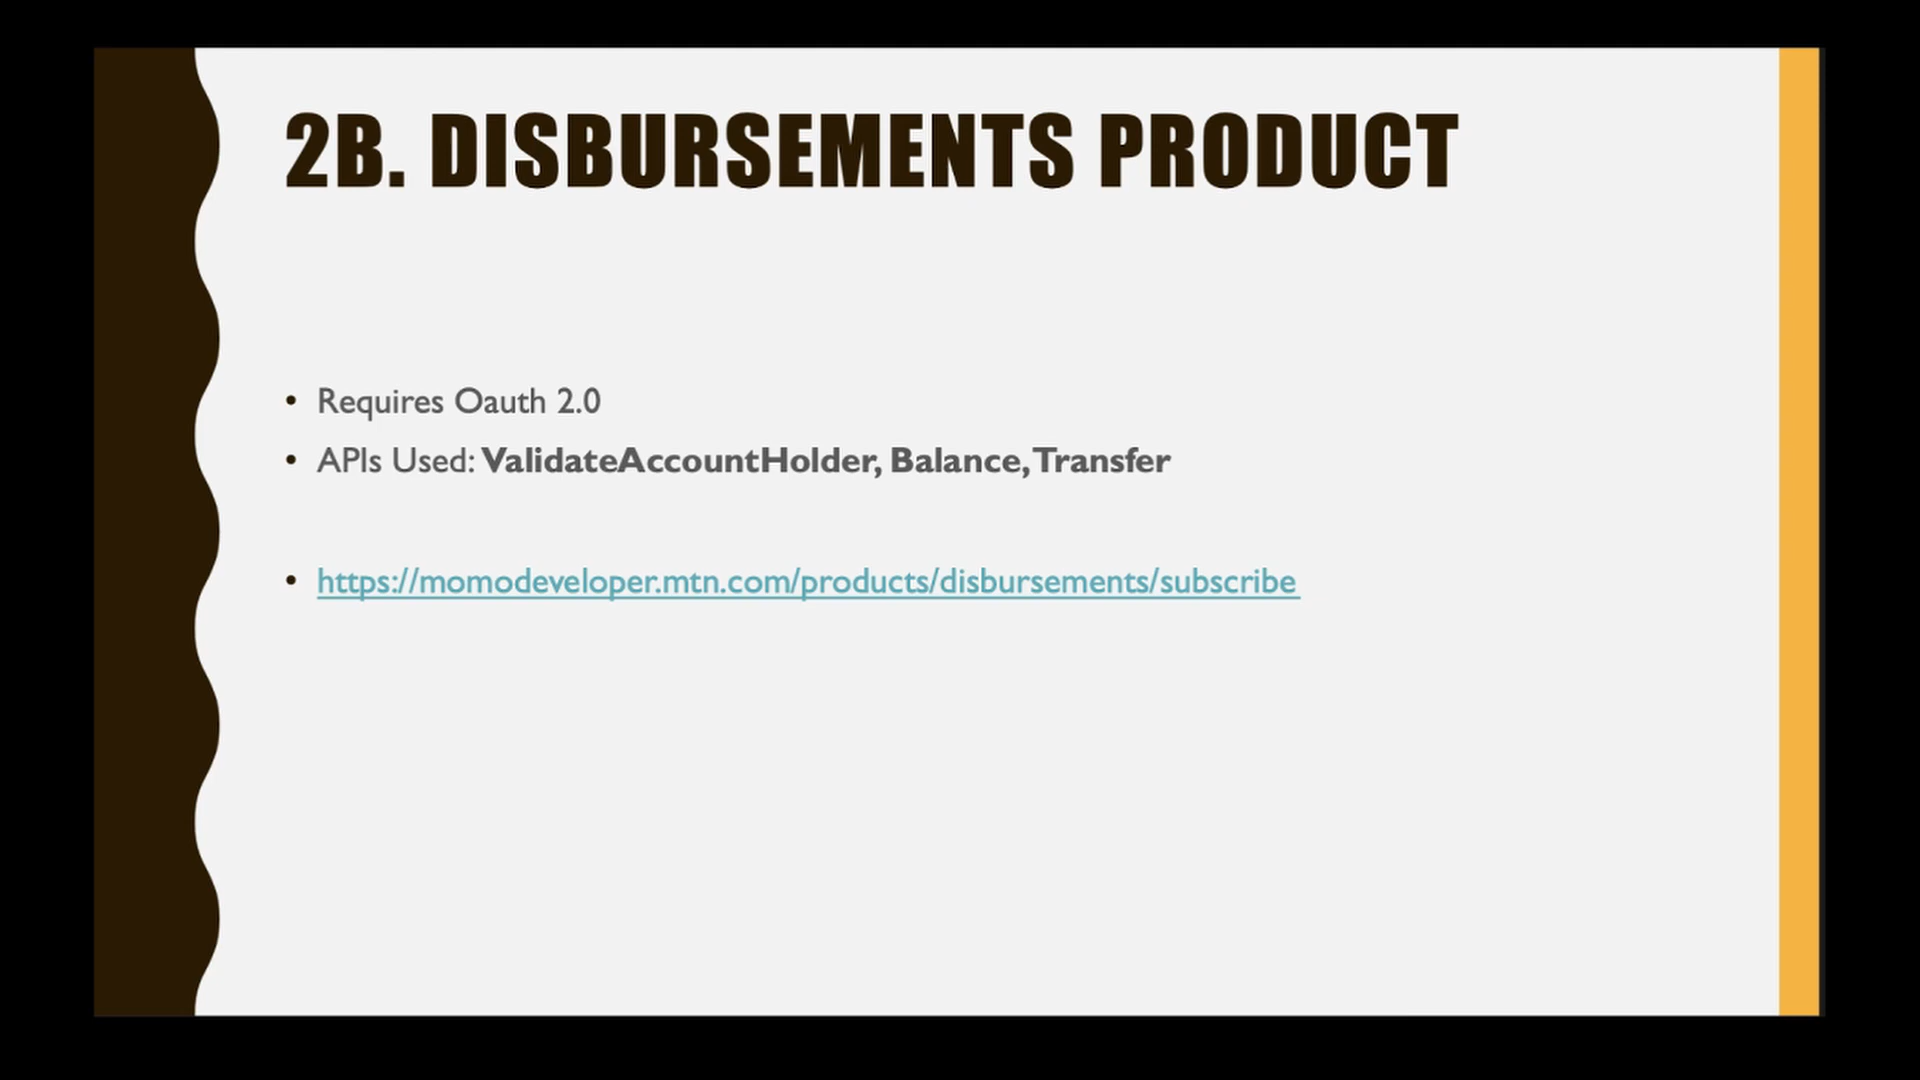 2B. DISBURSEMENTS PRODUCT
• Requires Oauth 2.0
• APIs Used: ValidateAccountHolder, Balance, Transfer
• https://momodeveloper.mtn.com/products/disbursements/subscribe